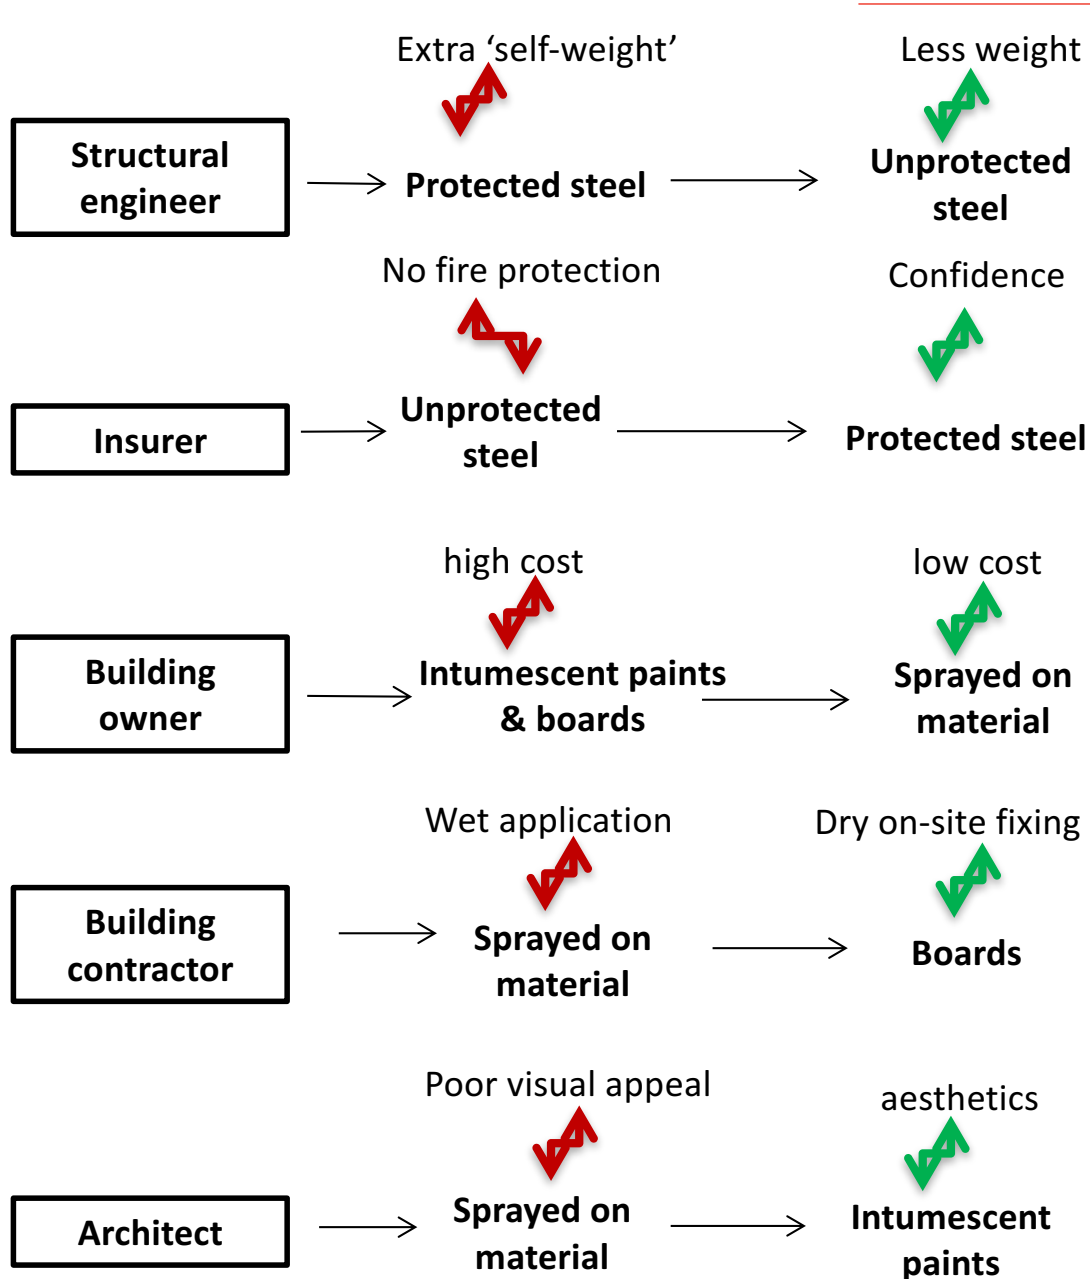 Extra ‘self-weight’
Less weight
Structural
engineer
Protected steel
Unprotected
steel
No fire protection
Confidence
Insurer
Unprotected
steel
Protected steel
high cost
low cost
Building
owner
Intumescent paints
& boards
Sprayed on
material
Wet application
Dry on-site fixing
Building
contractor
Sprayed on
material
Boards
Poor visual appeal
aesthetics
Architect
Sprayed on
material
Intumescent
paints